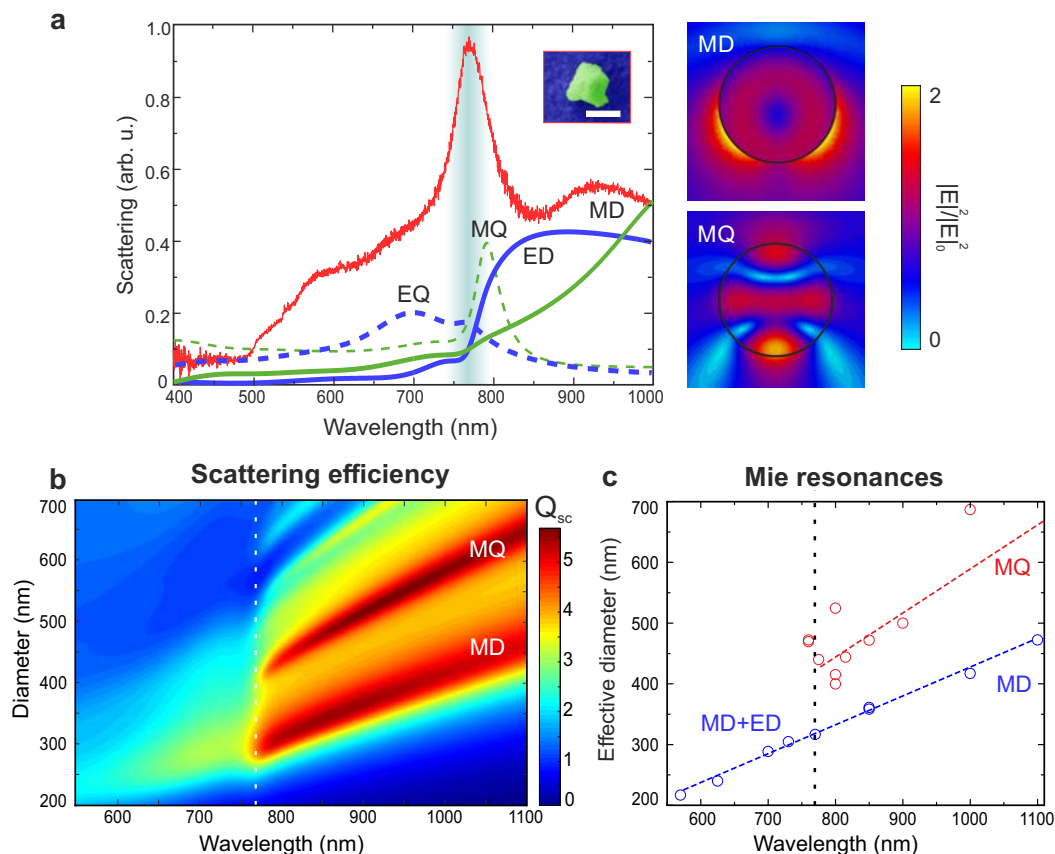 a
Scattering (arb. u.)
1.0
0.8
0.6
0.4
0.2
0
400
500
600
700
800
900
1000
Wavelength (nm)
EQ
MQ
ED
MD
MD
MQ
2
0
|E|²/|E|₀²
b
Scattering efficiency
Diameter (nm)
700
600
500
400
300
200
600
700
800
900
1000
1100
Wavelength (nm)
MQ
MD
Qsc
5
4
3
2
1
0
c
Mie resonances
Effective diameter (nm)
700
600
500
400
300
200
600
700
800
900
1000
1100
Wavelength (nm)
MQ
MD
MD+ED